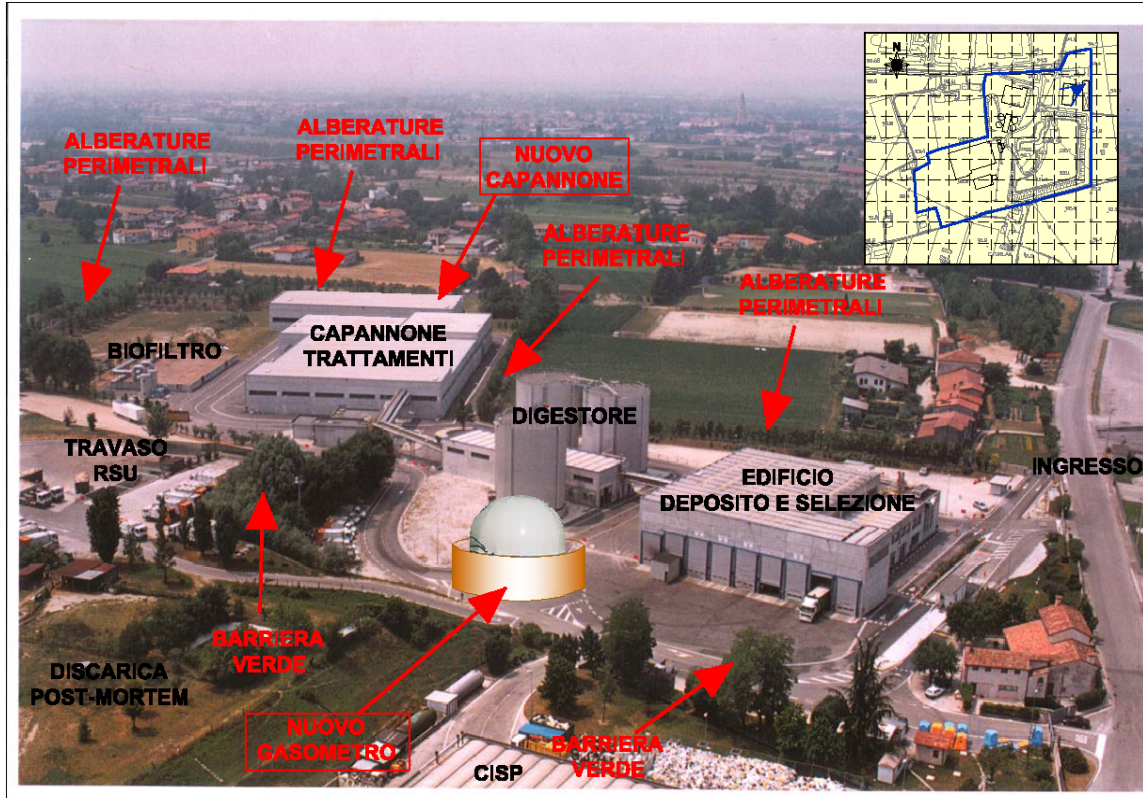 N
ALBERATURE
PERIMETRALI
ALBERATURE
PERIMETRALI
NUOVO
CAPANNONE
ALBERATURE
PERIMETRALI
ALBERATURE
PERIMETRALI
CAPANNONE
TRATTAMENTI
BIOFILTRO
DIGESTORE
TRAVASO
RSU
EDIFICIO
DEPOSITO E SELEZIONE
INGRESSO
BARRIERA
VERDE
DISCARICA
POST-MORTEM
NUOVO
GASOMETRO
BARRIERA
VERDE
CISP